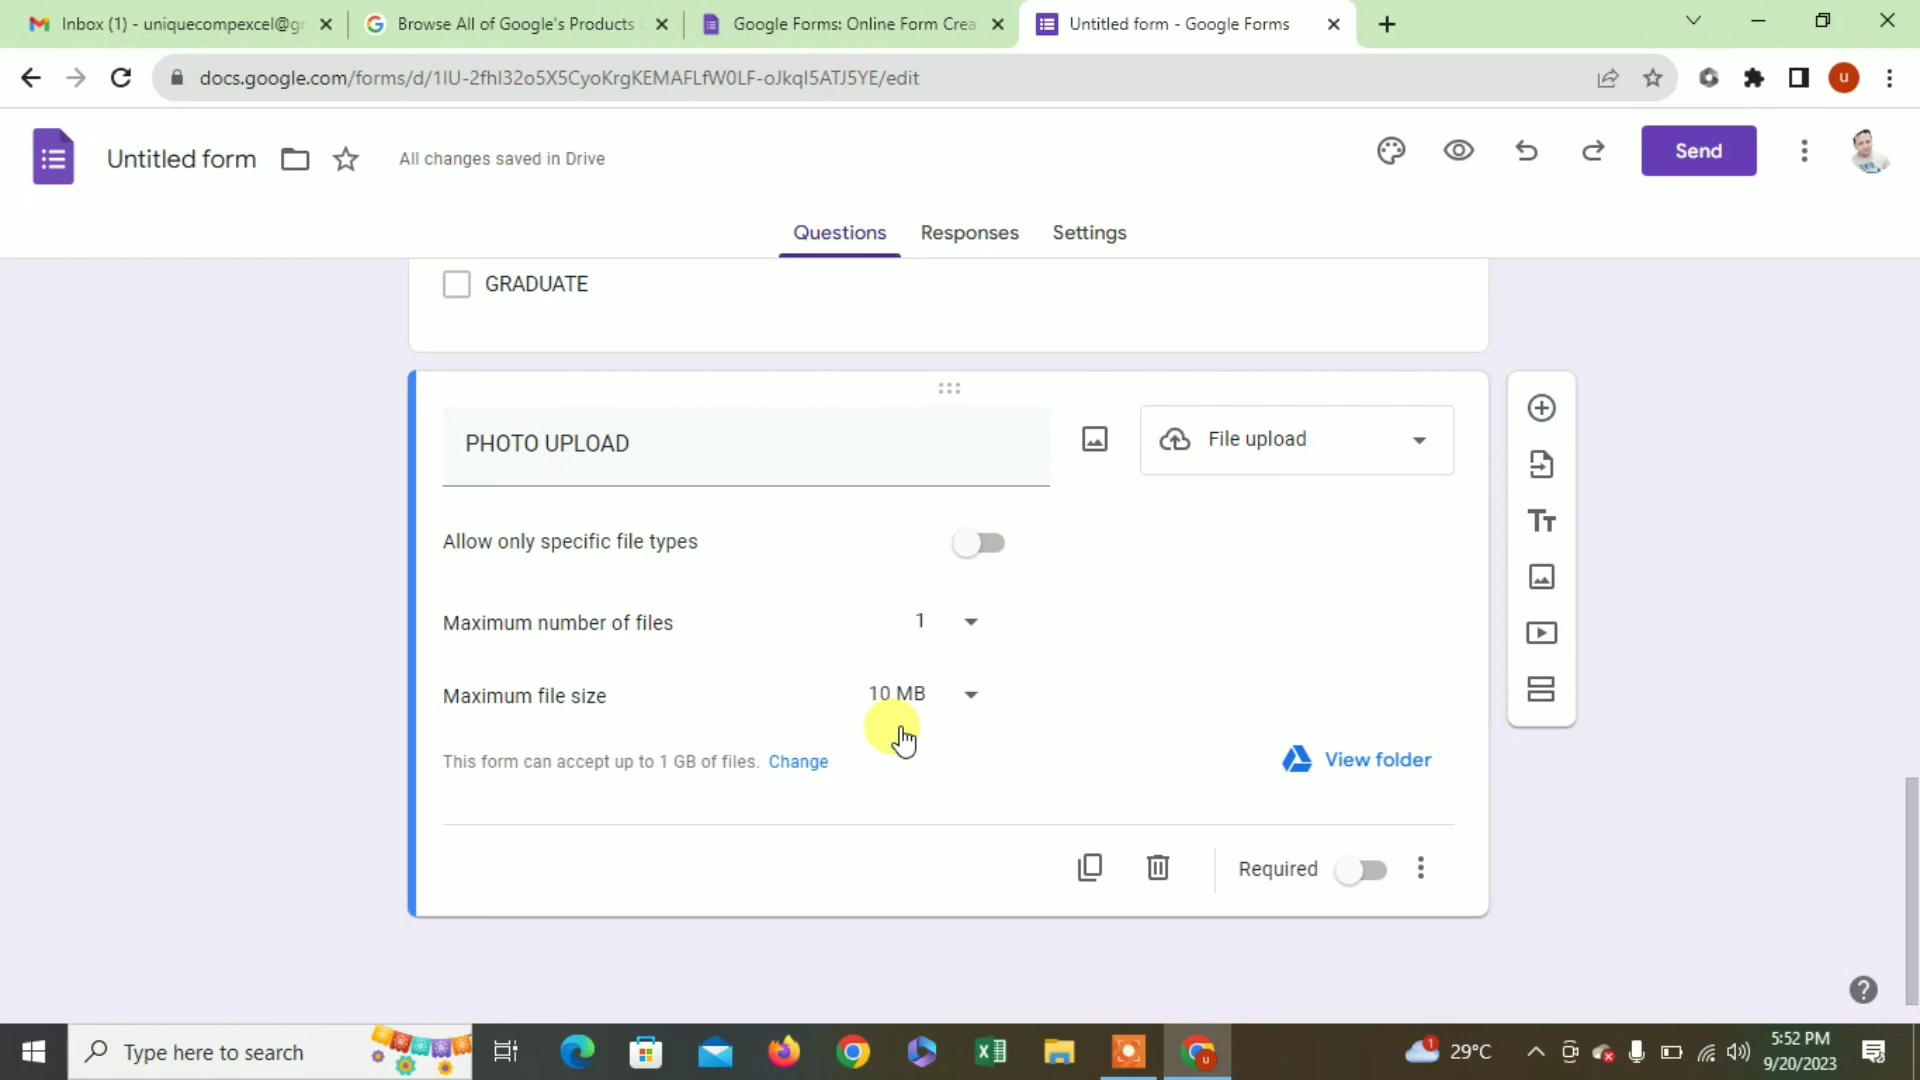 Inbox (1) - uniquecompexcel@gr
Browse All of Google's Products
Google Forms: Online Form Crea
Untitled form - Google Forms
docs.google.com/forms/d/1IU-2fhI32o5X5CyoKrgKEMAFLfW0LF-oJkqI5ATJ5YE/edit
u
Untitled form
All changes saved in Drive
Send
Questions
Responses
Settings
GRADUATE
PHOTO UPLOAD
File upload
Allow only specific file types
Maximum number of files
1
Maximum file size
10 MB
This form can accept up to 1 GB of files. Change
View folder
Required
Type here to search
29°C
5:52 PM
9/20/2023